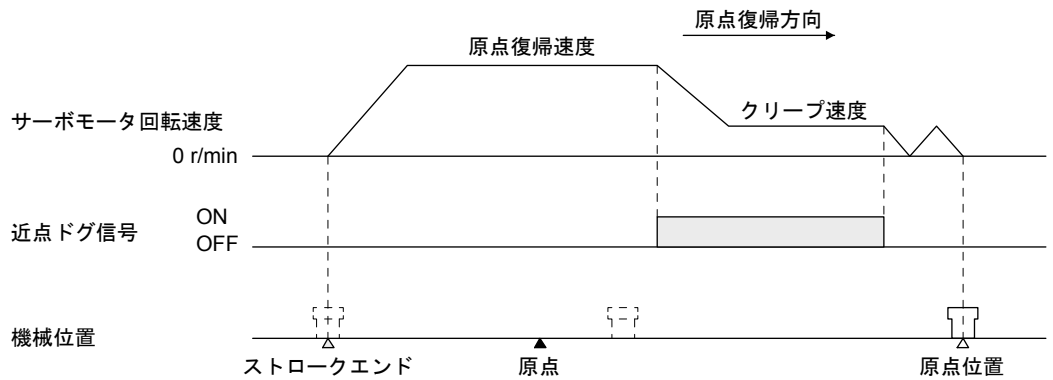 原点復帰方向
原点復帰速度
クリープ速度
サーボモータ回転速度
0 r/min
ON
近点ドグ信号
OFF
機械位置
ストロークエンド
原点
原点位置